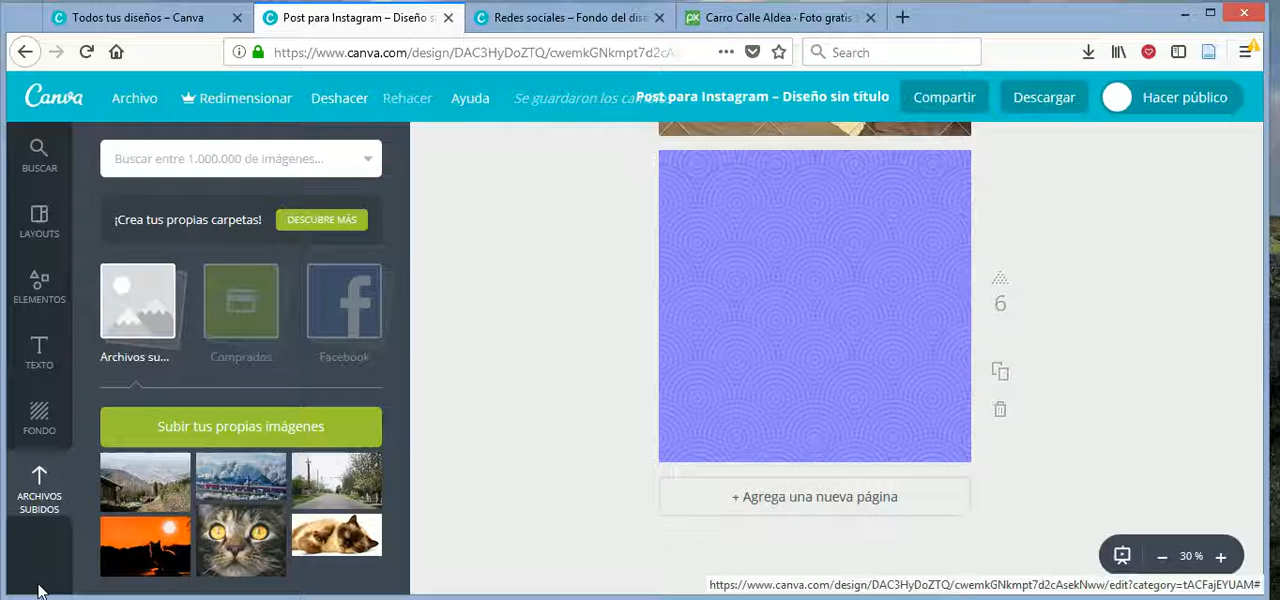 Todos tus diseños – Canva
Post para Instagram – Diseño s
Redes sociales – Fondo del dise
Carro Calle Aldea · Foto gratis
https://www.canva.com/design/DAC3HyDoZTQ/cwemkGNkmpt7d2cA
Search
Canva
Archivo
Redimensionar
Deshacer
Rehacer
Ayuda
Se guardaron los
Post para Instagram – Diseño sin título
Compartir
Descargar
Hacer público
BUSCAR
Buscar entre 1.000.000 de imágenes...
LAYOUTS
¡Crea tus propias carpetas!
DESCUBRE MÁS
ELEMENTOS
6
TEXTO
Archivos su...
Comprados
Facebook
FONDO
Subir tus propias imágenes
ARCHIVOS
SUBIDOS
+ Agrega una nueva página
30 %
https://www.canva.com/design/DAC3HyDoZTQ/cwemkGNkmpt7d2cAsekNww/edit?category=tACFajEYUAM#